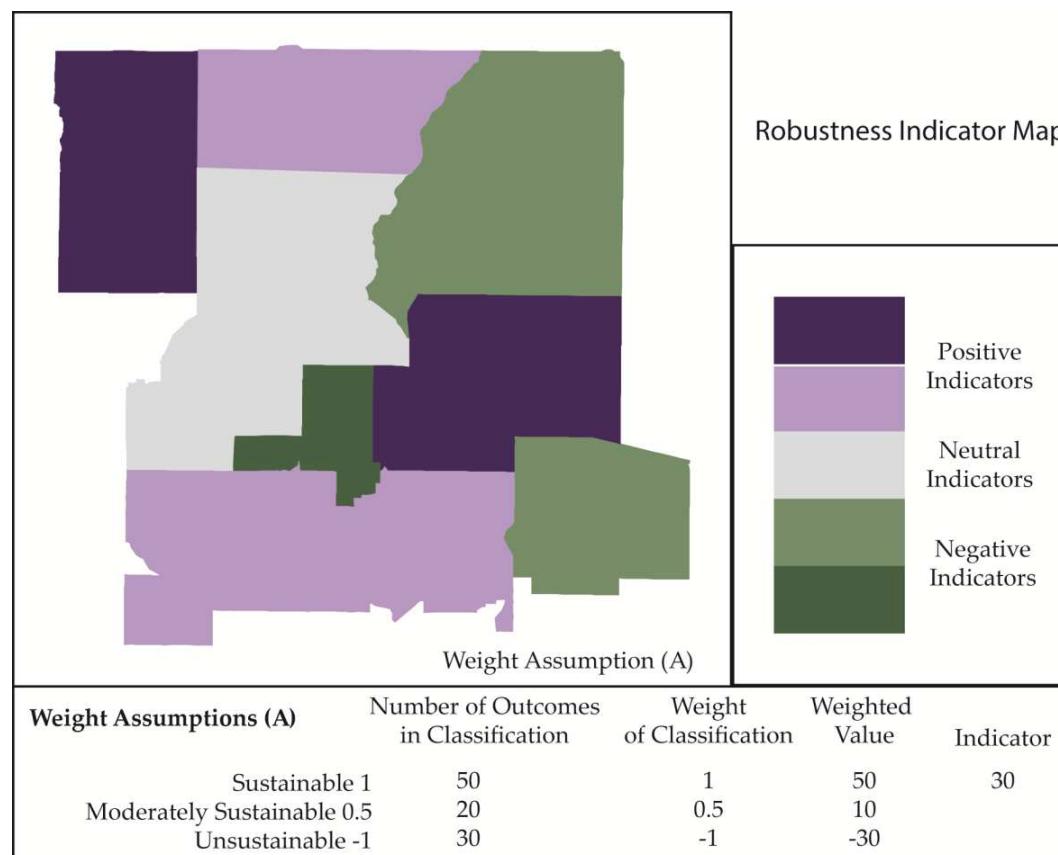 Robustness Indicator Map
Positive
Indicators
Neutral
Indicators
Negative
Indicators
Weight Assumption (A)
Weight Assumptions (A)
Number of Outcomes
in Classification
Weight
of Classification
Weighted
Value
Indicator
Sustainable 1 50 1 50 30
Moderately Sustainable 0.5 20 0.5 10
Unsustainable -1 30 -1 -30